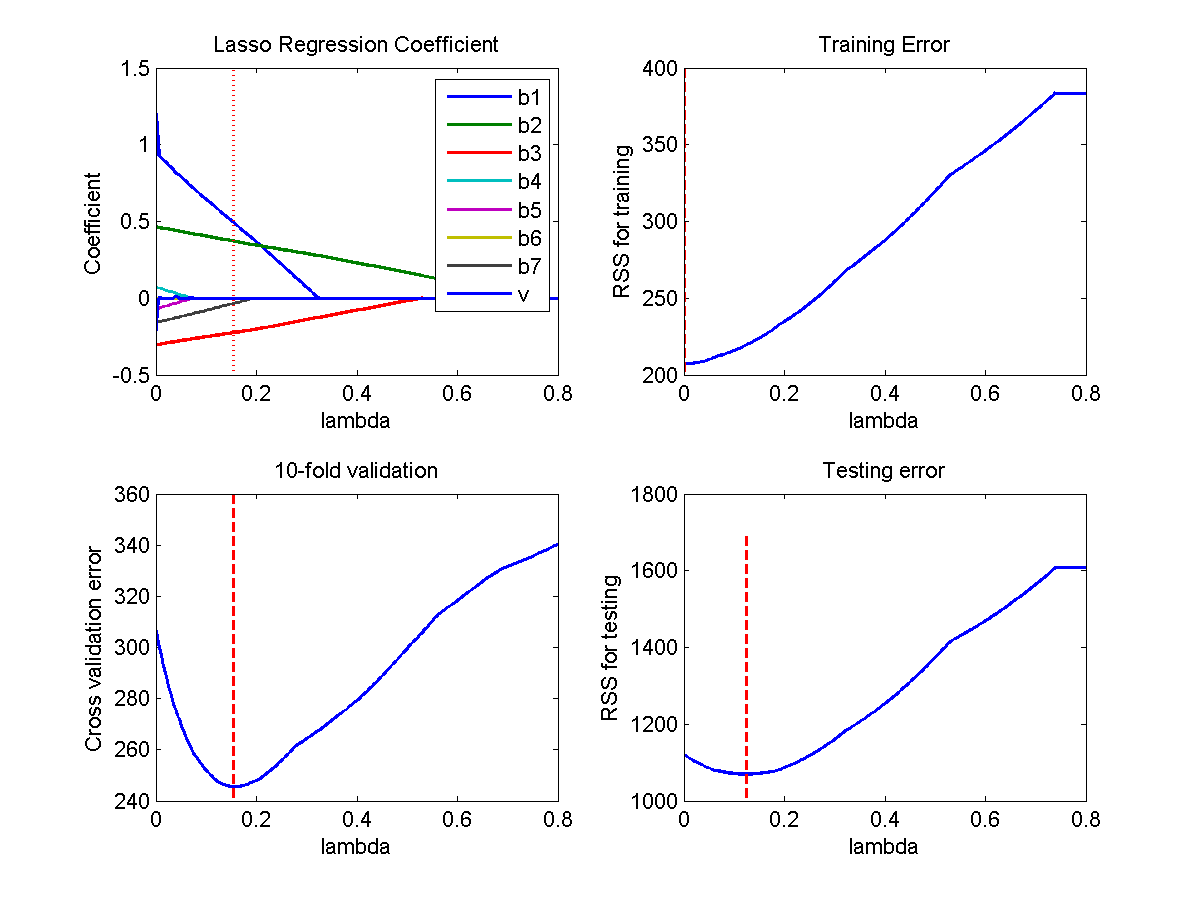 Lasso Regression Coefficient
1.5
1
0.5
0
-0.5
Coefficient
0 0.2 0.4 0.6 0.8
lambda
b1
b2
b3
b4
b5
b6
b7
v
Training Error
400
350
300
250
200
RSS for training
0 0.2 0.4 0.6 0.8
lambda
10-fold validation
360
340
320
300
280
260
240
Cross validation error
0 0.2 0.4 0.6 0.8
lambda
Testing error
1800
1600
1400
1200
1000
RSS for testing
0 0.2 0.4 0.6 0.8
lambda